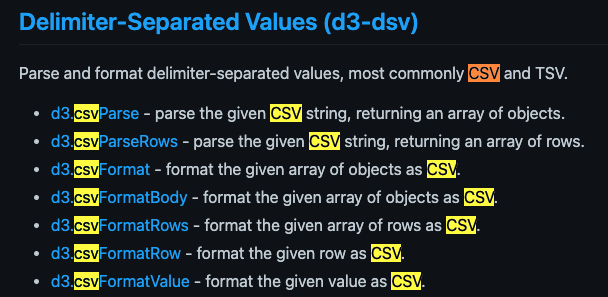 Delimiter-Separated Values (d3-dsv)
Parse and format delimiter-separated values, most commonly CSV and TSV.
• d3.csvParse - parse the given CSV string, returning an array of objects.
• d3.csvParseRows - parse the given CSV string, returning an array of rows.
• d3.csvFormat - format the given array of objects as CSV.
• d3.csvFormatBody - format the given array of objects as CSV.
• d3.csvFormatRows - format the given array of rows as CSV.
• d3.csvFormatRow - format the given row as CSV.
• d3.csvFormatValue - format the given value as CSV.